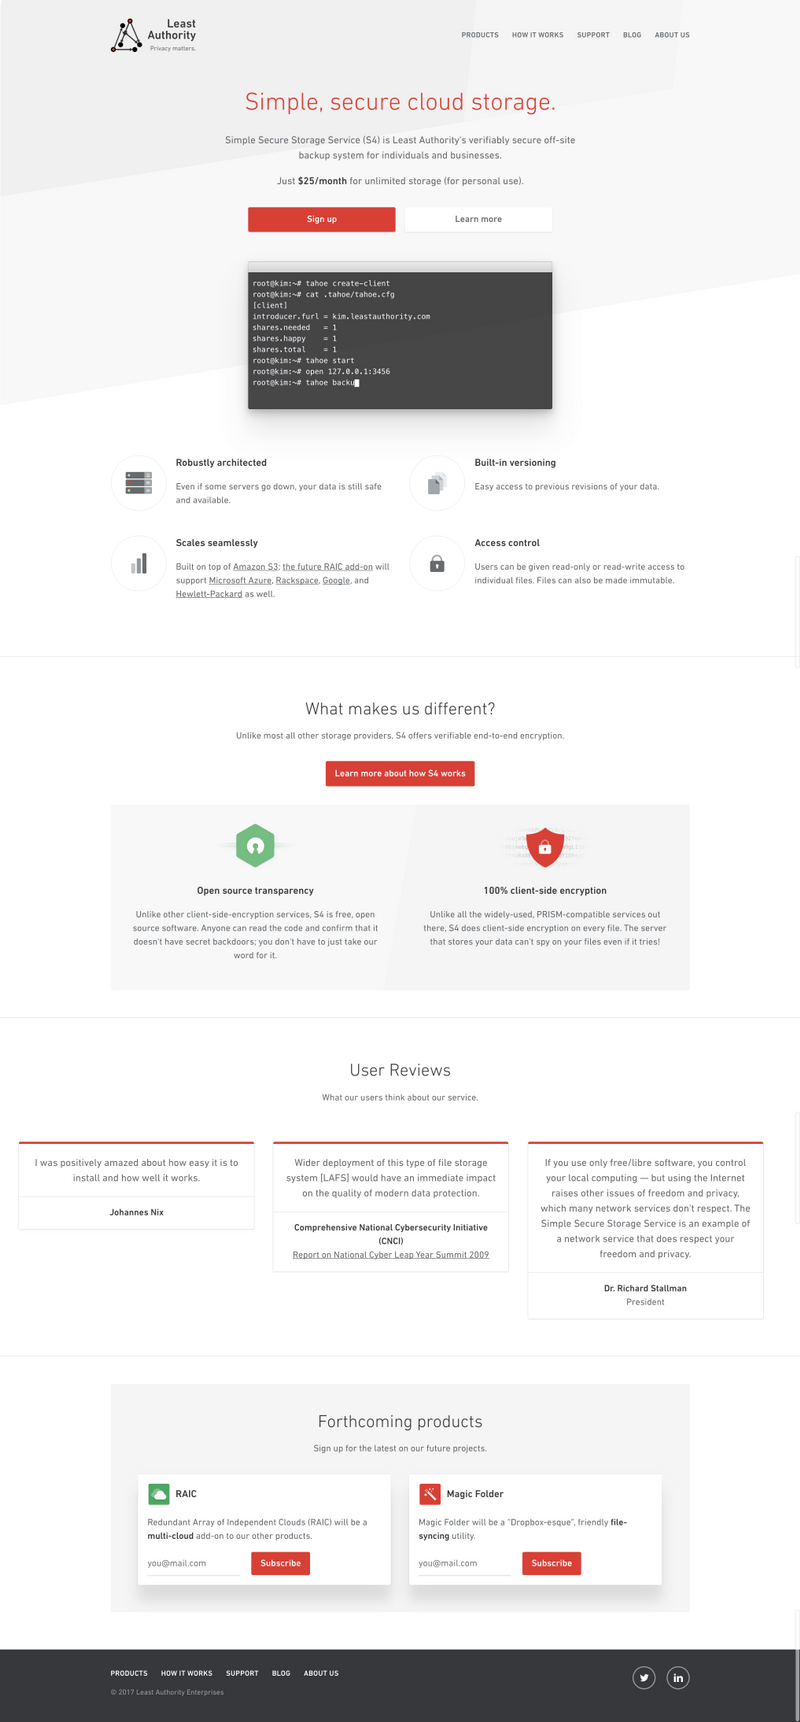 Least
Authority
Privacy matters.
PRODUCTS HOW IT WORKS SUPPORT BLOG ABOUT US
Simple, secure cloud storage.
Simple Secure Storage Service (S4) is Least Authority's verifiably secure off-site
backup system for individuals and businesses.
Just $25/month for unlimited storage (for personal use).
Sign up
Learn more
root@kim:~# tahoe create-client
root@kim:~# cat .tahoe/tahoe.cfg
[client]
introducer.furl = kim.leastauthority.com
shares.needed = 1
shares.happy = 1
shares.total = 1
root@kim:~# tahoe start
root@kim:~# open 127.0.0.1:3456
root@kim:~# tahoe backu
Robustly architected
Even if some servers go down, your data is still safe
and available.
Built-in versioning
Easy access to previous revisions of your data.
Scales seamlessly
Built on top of Amazon S3; the future RAIC add-on will
support Microsoft Azure, Rackspace, Google, and
Hewlett-Packard as well.
Access control
Users can be given read-only or read-write access to
individual files. Files can also be made immutable.
What makes us different?
Unlike most all other storage providers, S4 offers verifiable end-to-end encryption.
Learn more about how S4 works
Open source transparency
Unlike other client-side-encryption services, S4 is free, open
source software. Anyone can read the code and confirm that it
doesn't have secret backdoors; you don't have to just take our
word for it.
100% client-side encryption
Unlike all the widely-used, PRISM-compatible services out
there, S4 does client-side encryption on every file. The server
that stores your data can't spy on your files even if it tries!
User Reviews
What our users think about our service.
I was positively amazed about how easy it is to
install and how well it works.
Johannes Nix
Wider deployment of this type of file storage
system [LAFS] would have an immediate impact
on the quality of modern data protection.
Comprehensive National Cybersecurity Initiative
(CNCI)
Report on National Cyber Leap Year Summit 2009
If you use only free/libre software, you control
your local computing — but using the Internet
raises other issues of freedom and privacy,
which many network services don't respect. The
Simple Secure Storage Service is an example of
a network service that does respect your
freedom and privacy.
Dr. Richard Stallman
President
Forthcoming products
Sign up for the latest on our future projects.
RAIC
Redundant Array of Independent Clouds (RAIC) will be a
multi-cloud add-on to our other products.
you@mail.com
Subscribe
Magic Folder
Magic Folder will be a "Dropbox-esque", friendly file-
syncing utility.
you@mail.com
Subscribe
PRODUCTS HOW IT WORKS SUPPORT BLOG ABOUT US
© 2017 Least Authority Enterprises
in